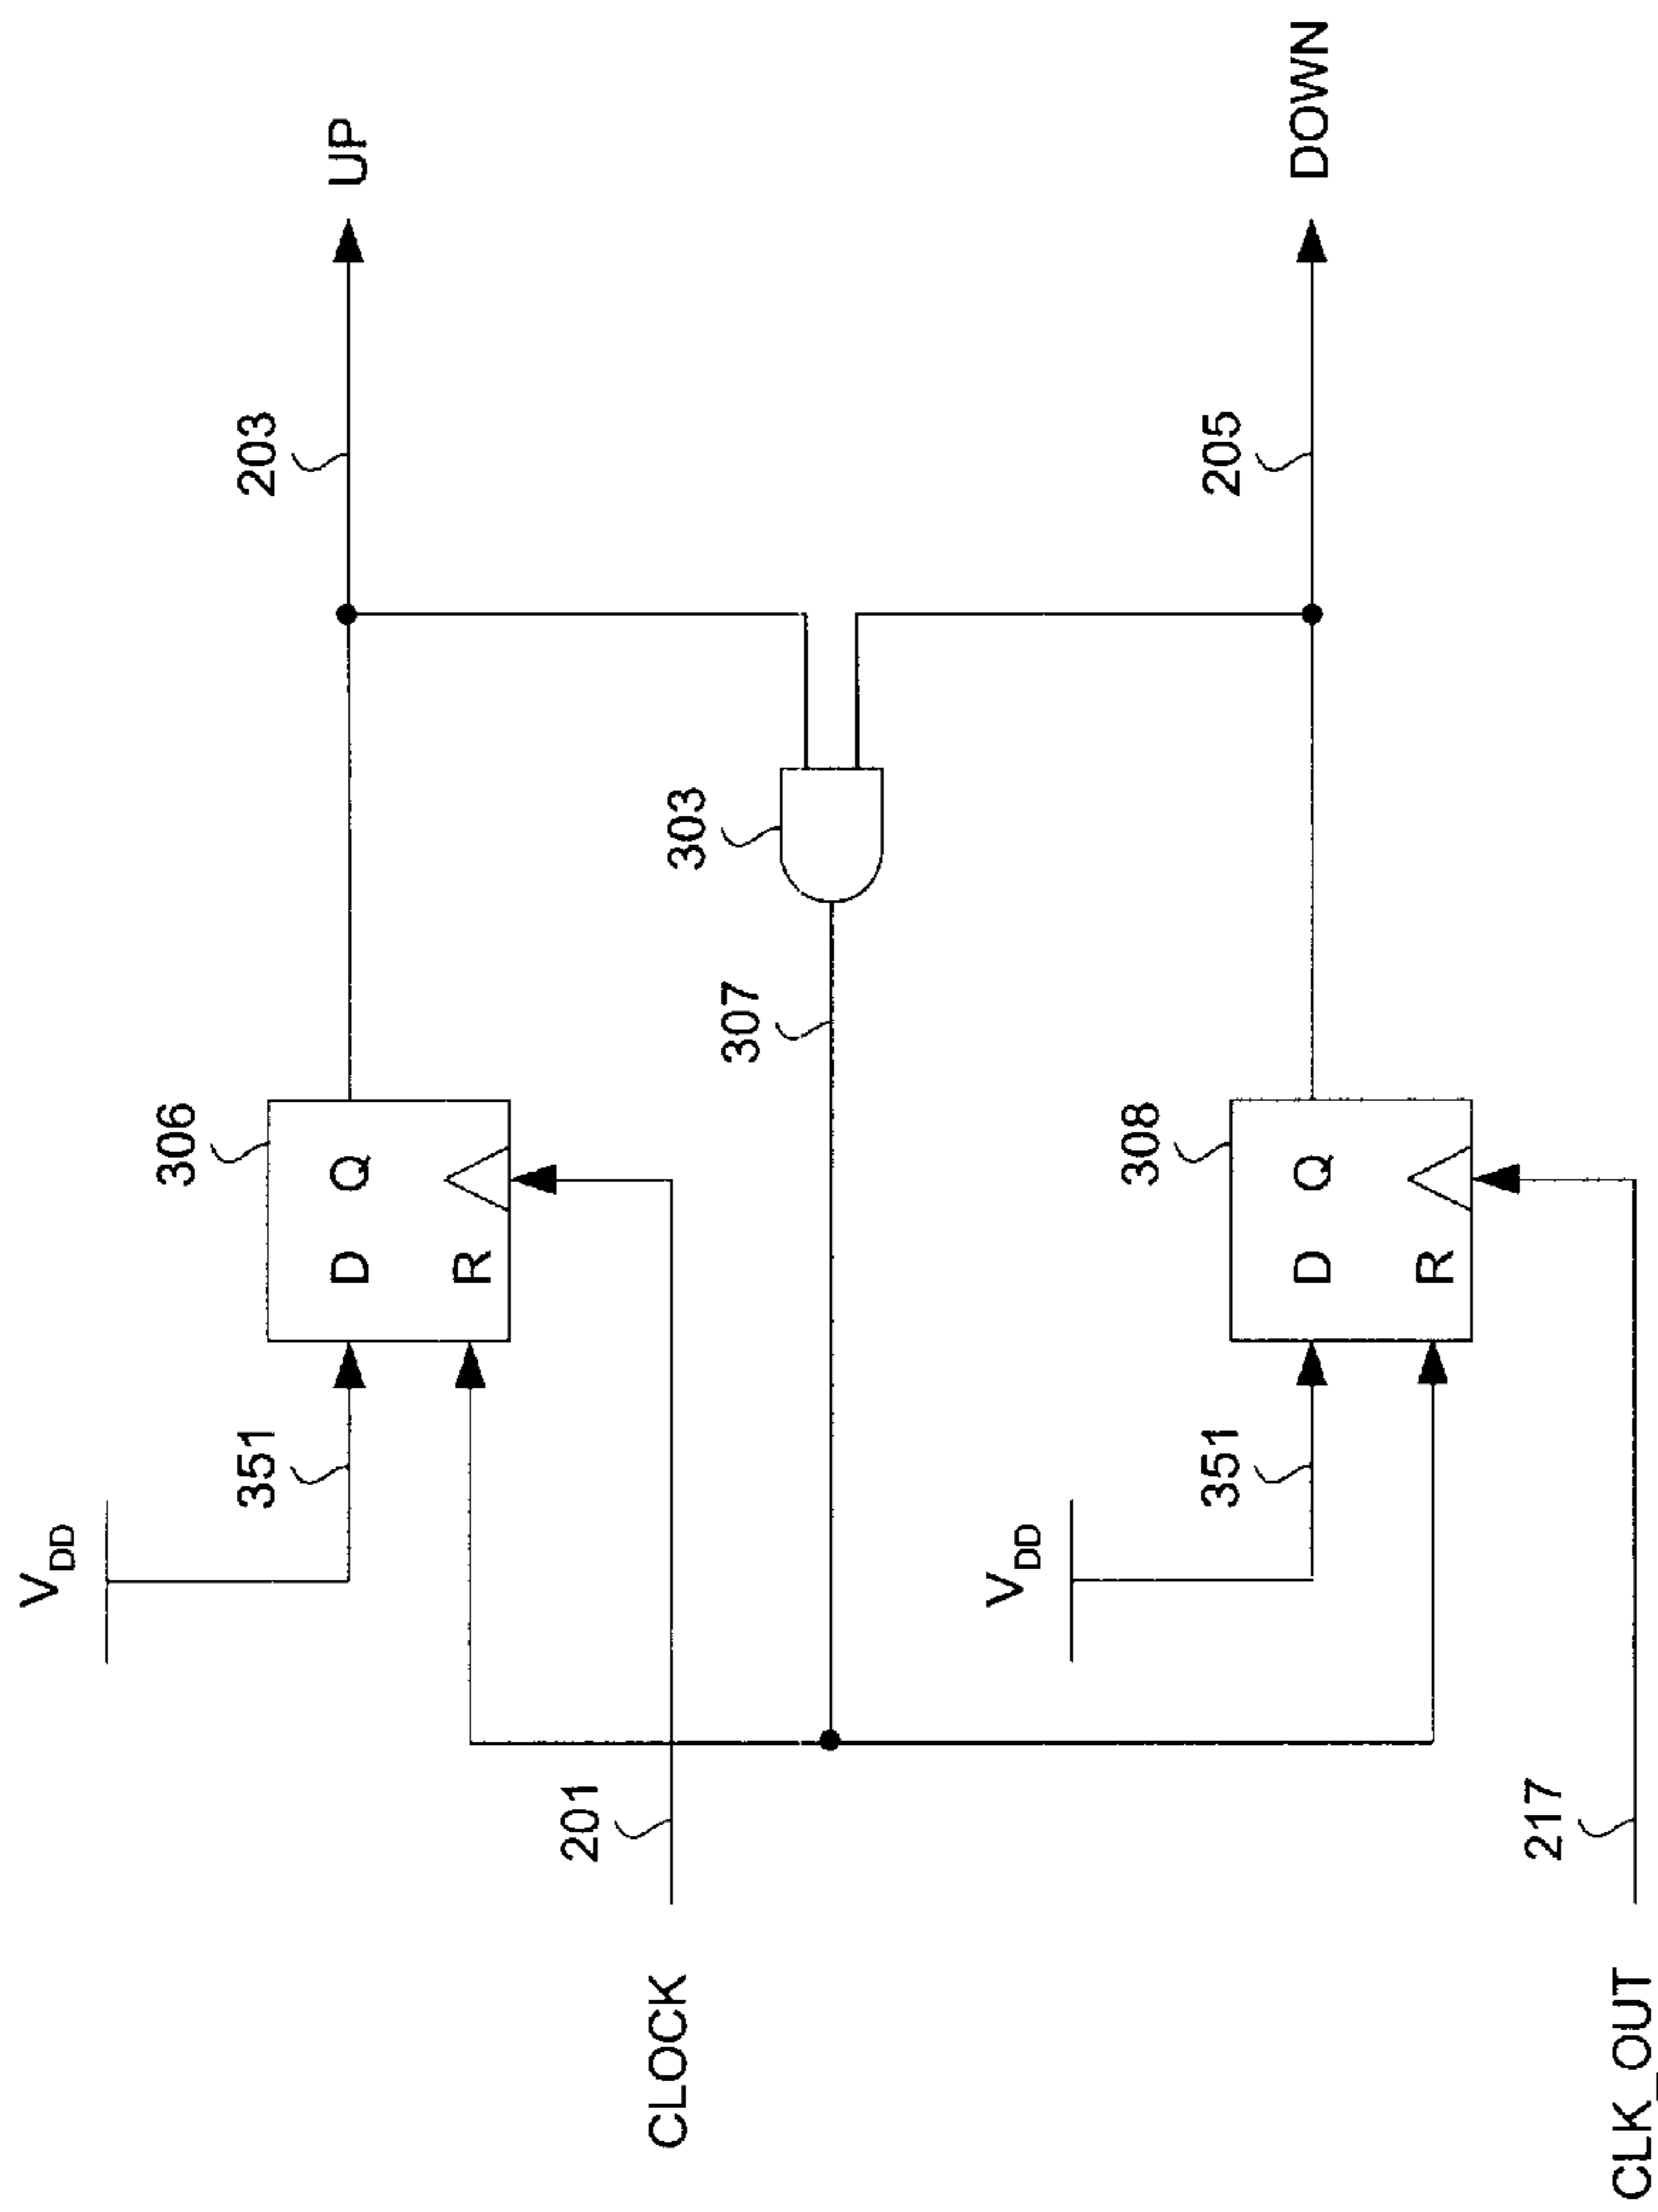 V_DD
351
306
D Q
R
203
UP
201
CLOCK
303
307
V_DD
351
308
D Q
R
205
DOWN
217
CLK_OUT